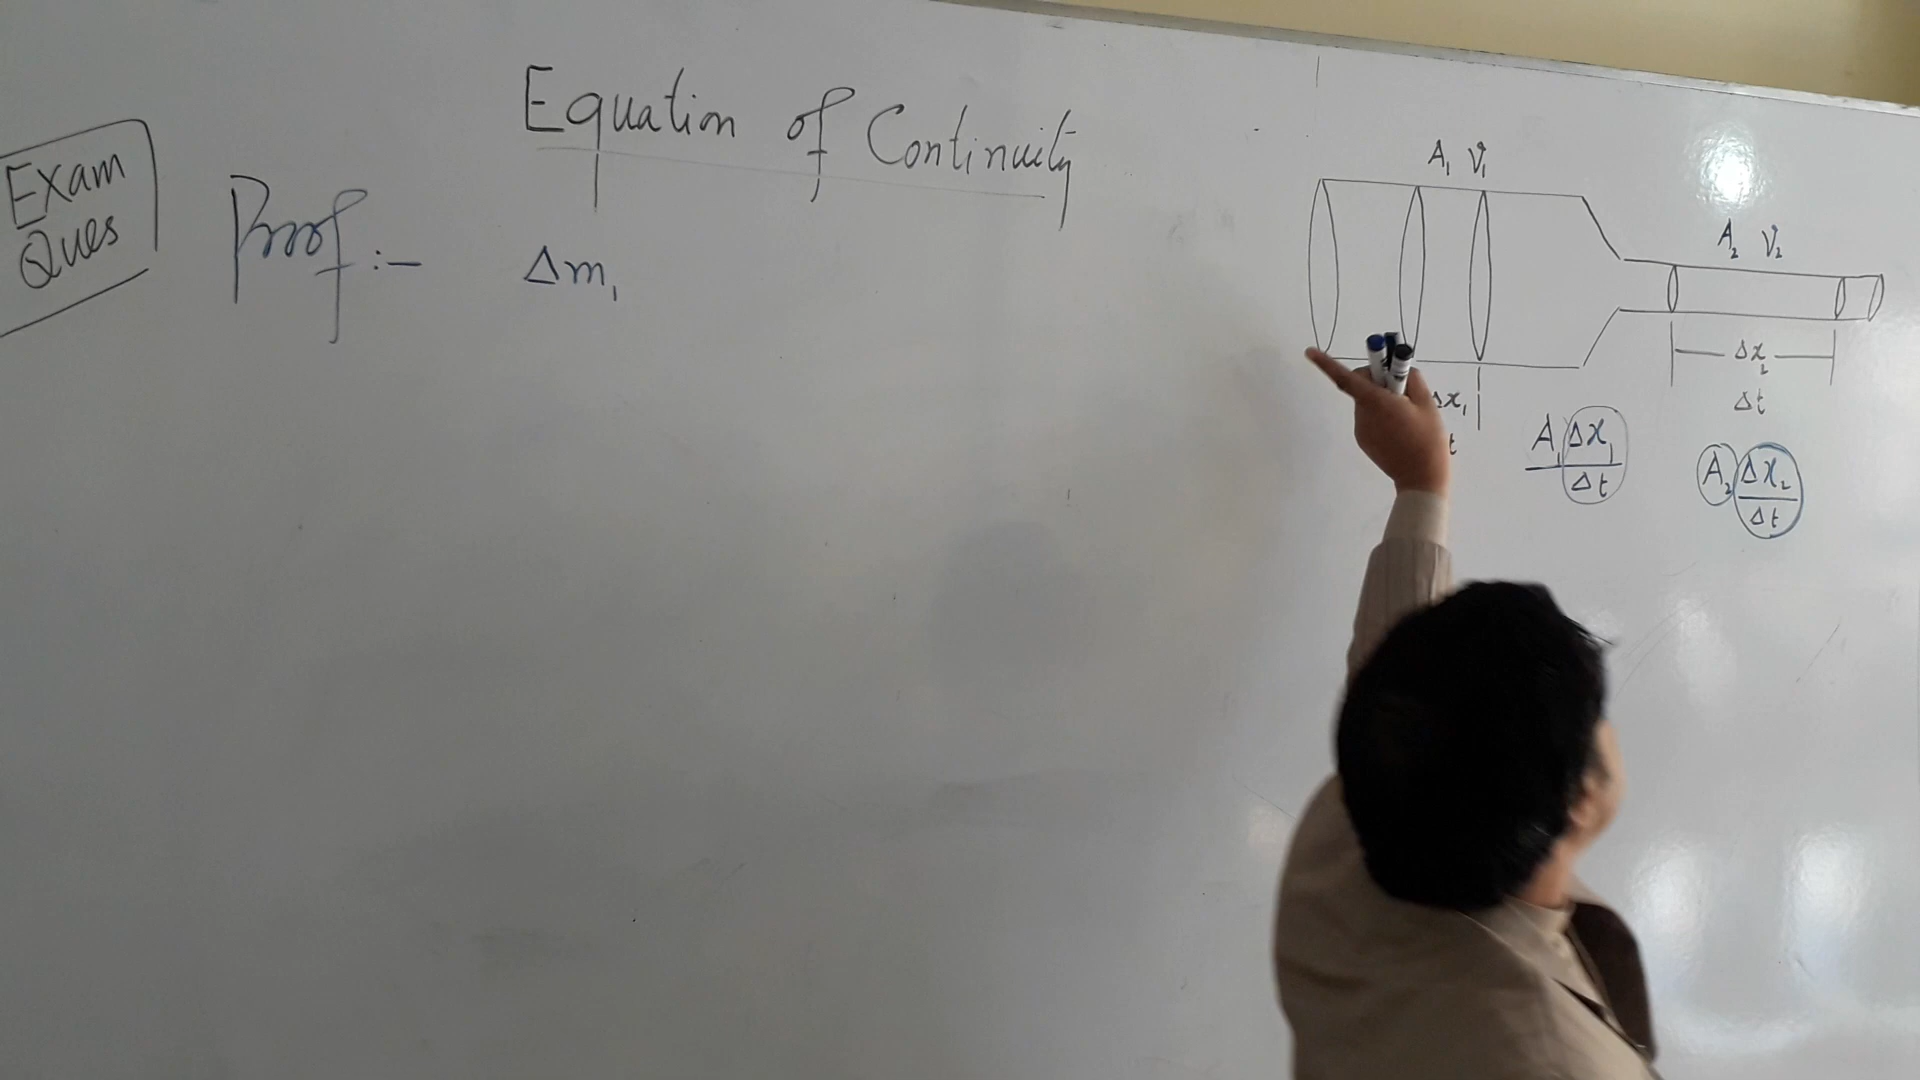 Equation of Continuity
Exam
Ques
Proof :-
Δm₁
A₁ V₁
A₂ V₂
Δx₁
t
Δx₂
Δt
A₁ Δx₁
Δt
A₂ Δx₂
Δt